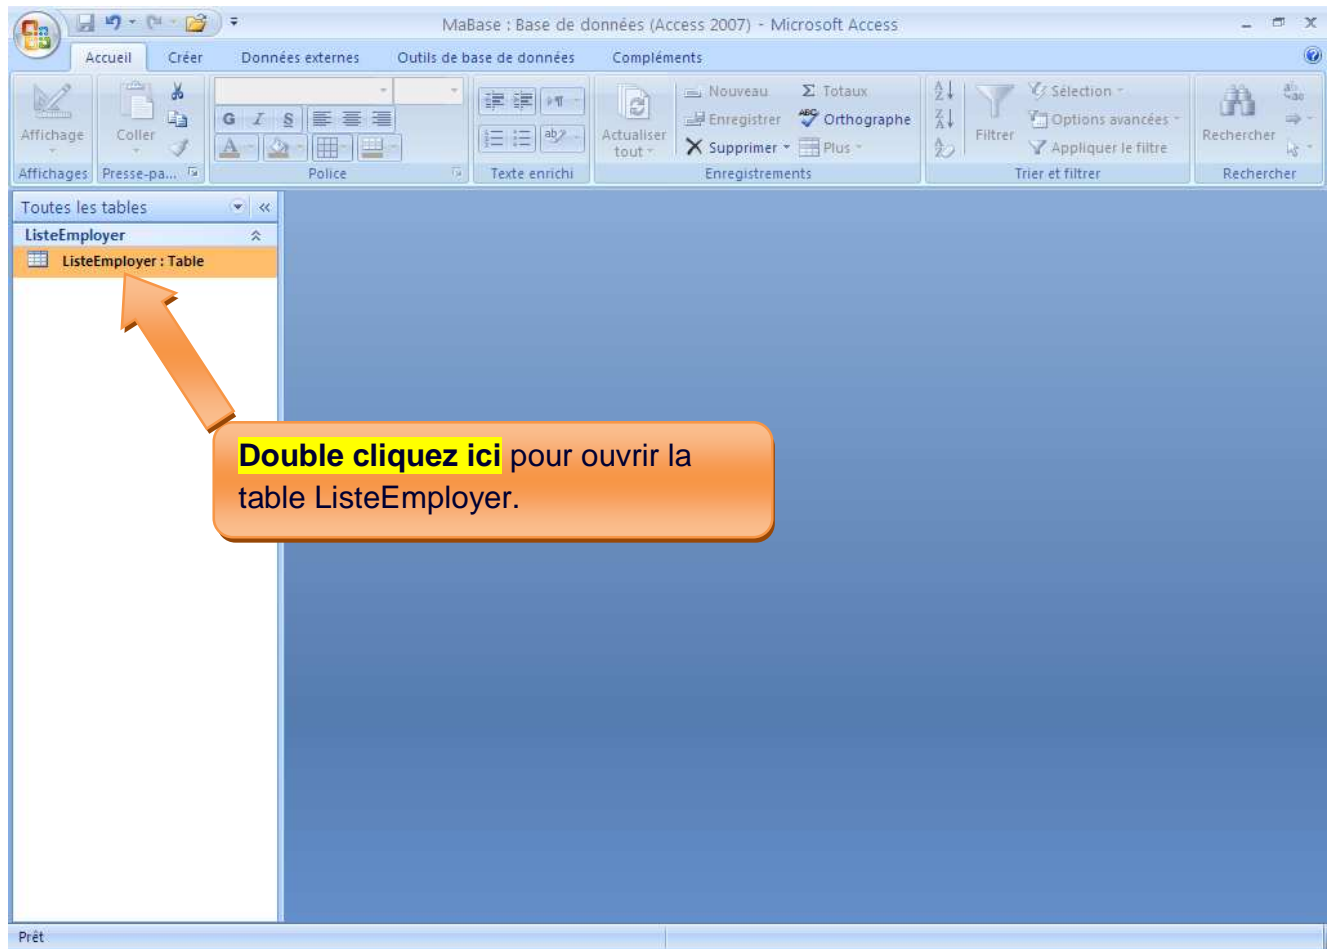 MaBase : Base de données (Access 2007) - Microsoft Access
Accueil Créer Données externes Outils de base de données Compléments
Affichage
Coller
G I S
A
ab
Actualiser tout
Nouveau
Enregistrer
Supprimer
Σ Totaux
ABC Orthographe
Plus
Filtrer
Sélection
Options avancées
Appliquer le filtre
Rechercher
Affichages Presse-pa... Police Texte enrichi Enregistrements Trier et filtrer Rechercher
Toutes les tables
ListeEmployer
ListeEmployer : Table
Double cliquez ici pour ouvrir la
table ListeEmployer.
Prêt